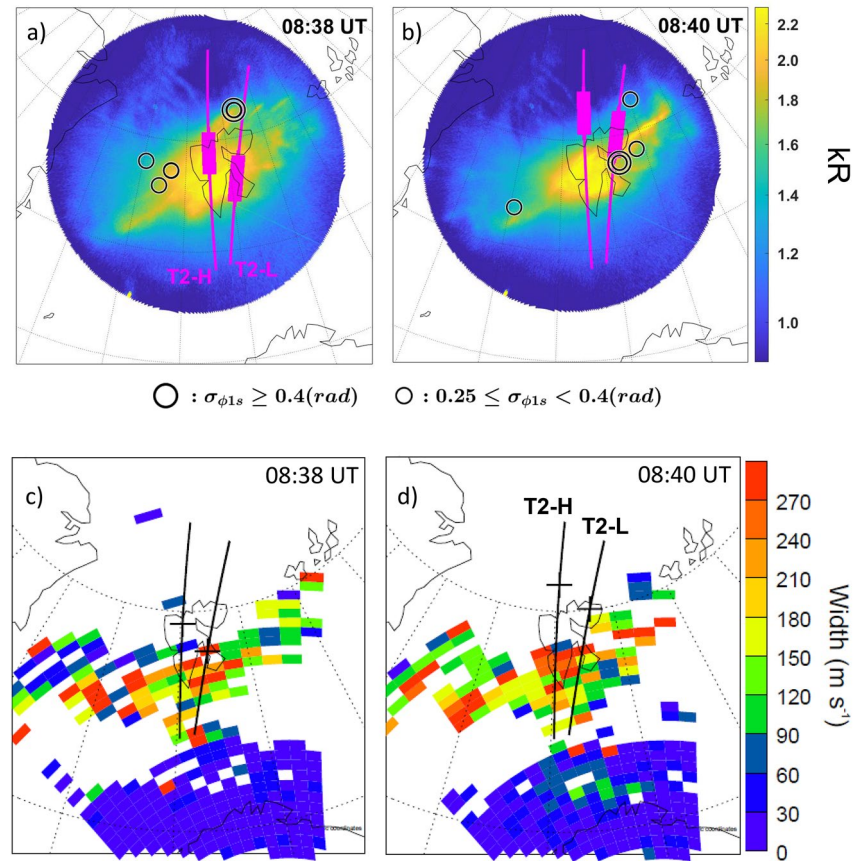 a) 08:38 UT
b) 08:40 UT
T2-H T2-L
2.2
2.0
1.8
1.6
1.4
1.2
1.0
kR
: σϕ1s ≥ 0.4(rad) : 0.25 ≤ σϕ1s < 0.4(rad)
c) 08:38 UT
d) 08:40 UT
T2-H
T2-L
270
240
210
180
150
120
90
60
30
0
Width (m s-1)
coordinates